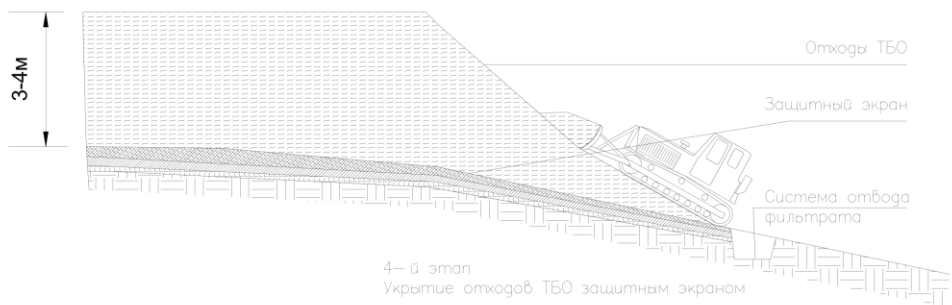 3-4м
Отходы ТБО
Защитный экран
Система отвода
фильтрата
4- й этап
Укрытие отходов ТБО защитным экраном